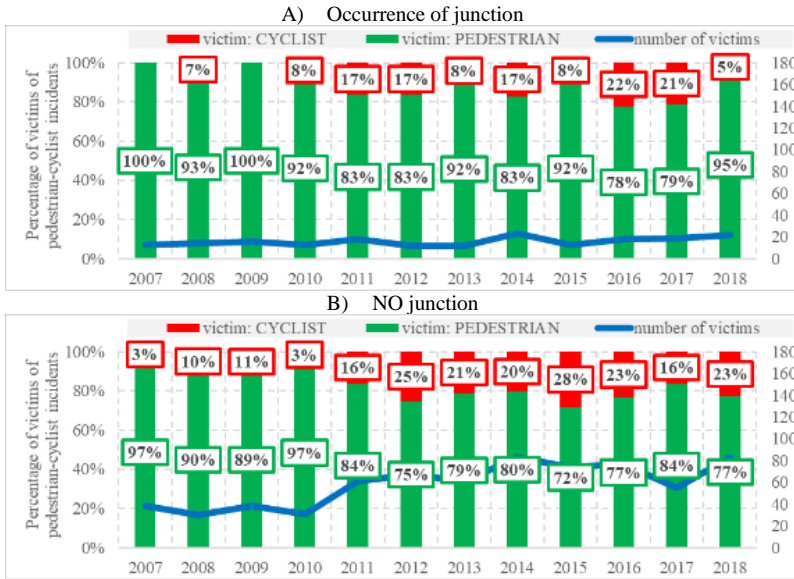 A) Occurrence of junction
victim: CYCLIST victim: PEDESTRIAN number of victims
Percentage of victims of
pedestrian-cyclist incidents
100% 180
160
80% 140
120
60% 100
40% 80
60
20% 40
20
0% 0
7% 8% 17% 17% 8% 17% 8% 22% 21% 5%
100% 93% 100% 92% 83% 83% 92% 83% 92% 78% 79% 95%
2007 2008 2009 2010 2011 2012 2013 2014 2015 2016 2017 2018
B) NO junction
victim: CYCLIST victim: PEDESTRIAN number of victims
Percentage of victims of
pedestrian-cyclist incidents
100% 180
160
80% 140
120
60% 100
40% 80
60
20% 40
20
0% 0
3% 10% 11% 3% 16% 25% 21% 20% 28% 23% 16% 23%
97% 90% 89% 97% 84% 75% 79% 80% 72% 77% 84% 77%
2007 2008 2009 2010 2011 2012 2013 2014 2015 2016 2017 2018